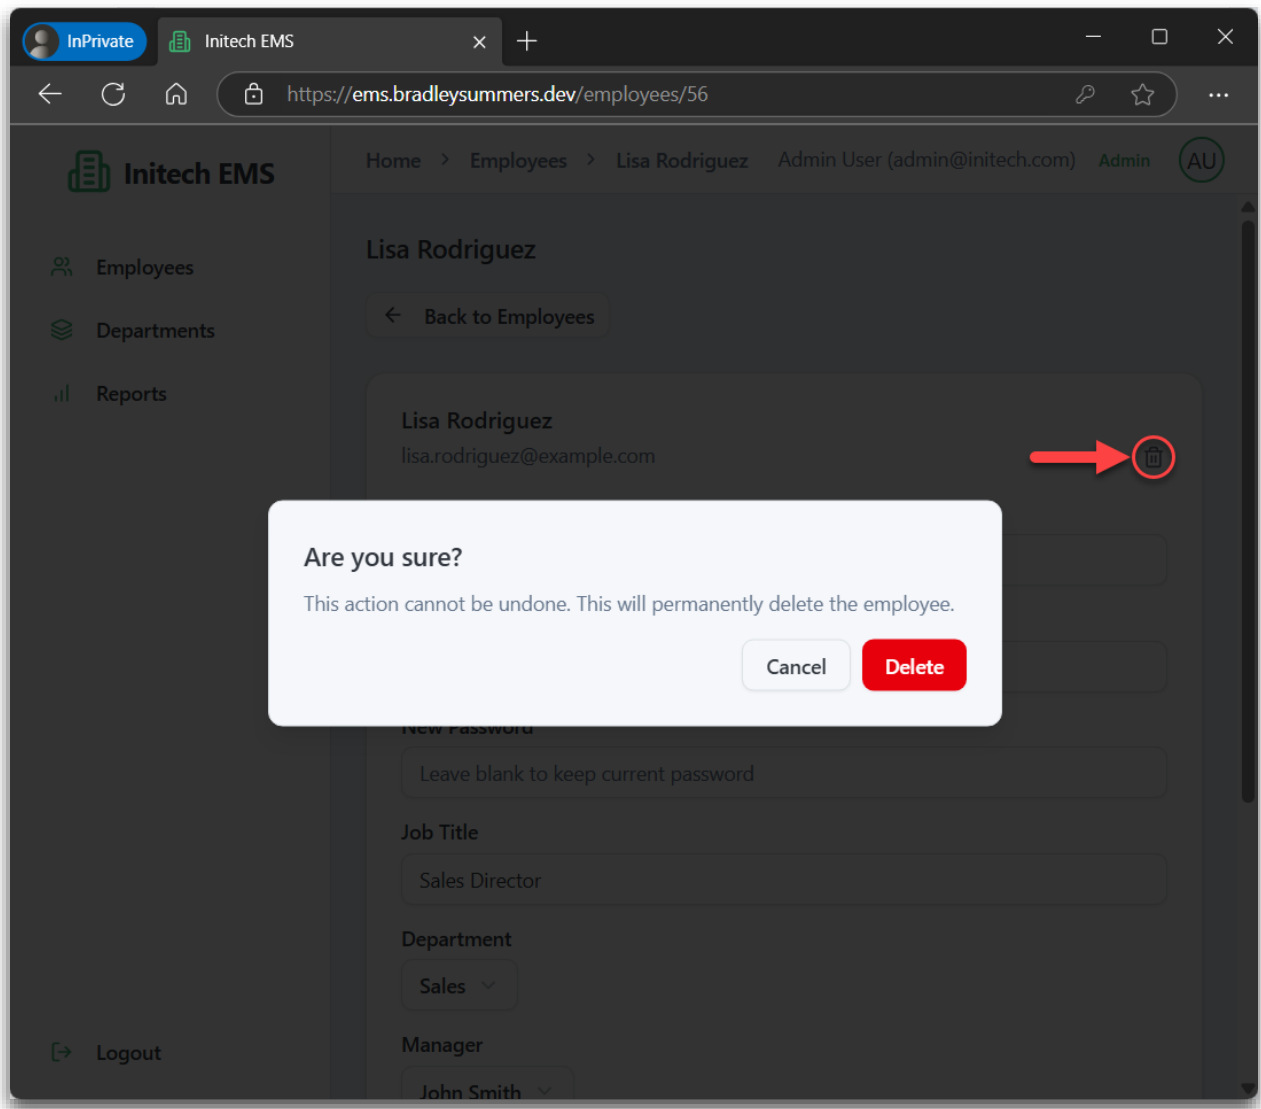 InPrivate
Initech EMS
https://ems.bradleysummers.dev/employees/56
Initech EMS
Home > Employees > Lisa Rodriguez
Admin User (admin@initech.com) Admin AU
Employees
Departments
Reports
Lisa Rodriguez
Back to Employees
Lisa Rodriguez
lisa.rodriguez@example.com
Are you sure?
This action cannot be undone. This will permanently delete the employee.
Cancel Delete
New Password
Leave blank to keep current password
Job Title
Sales Director
Department
Sales
Manager
John Smith
Logout